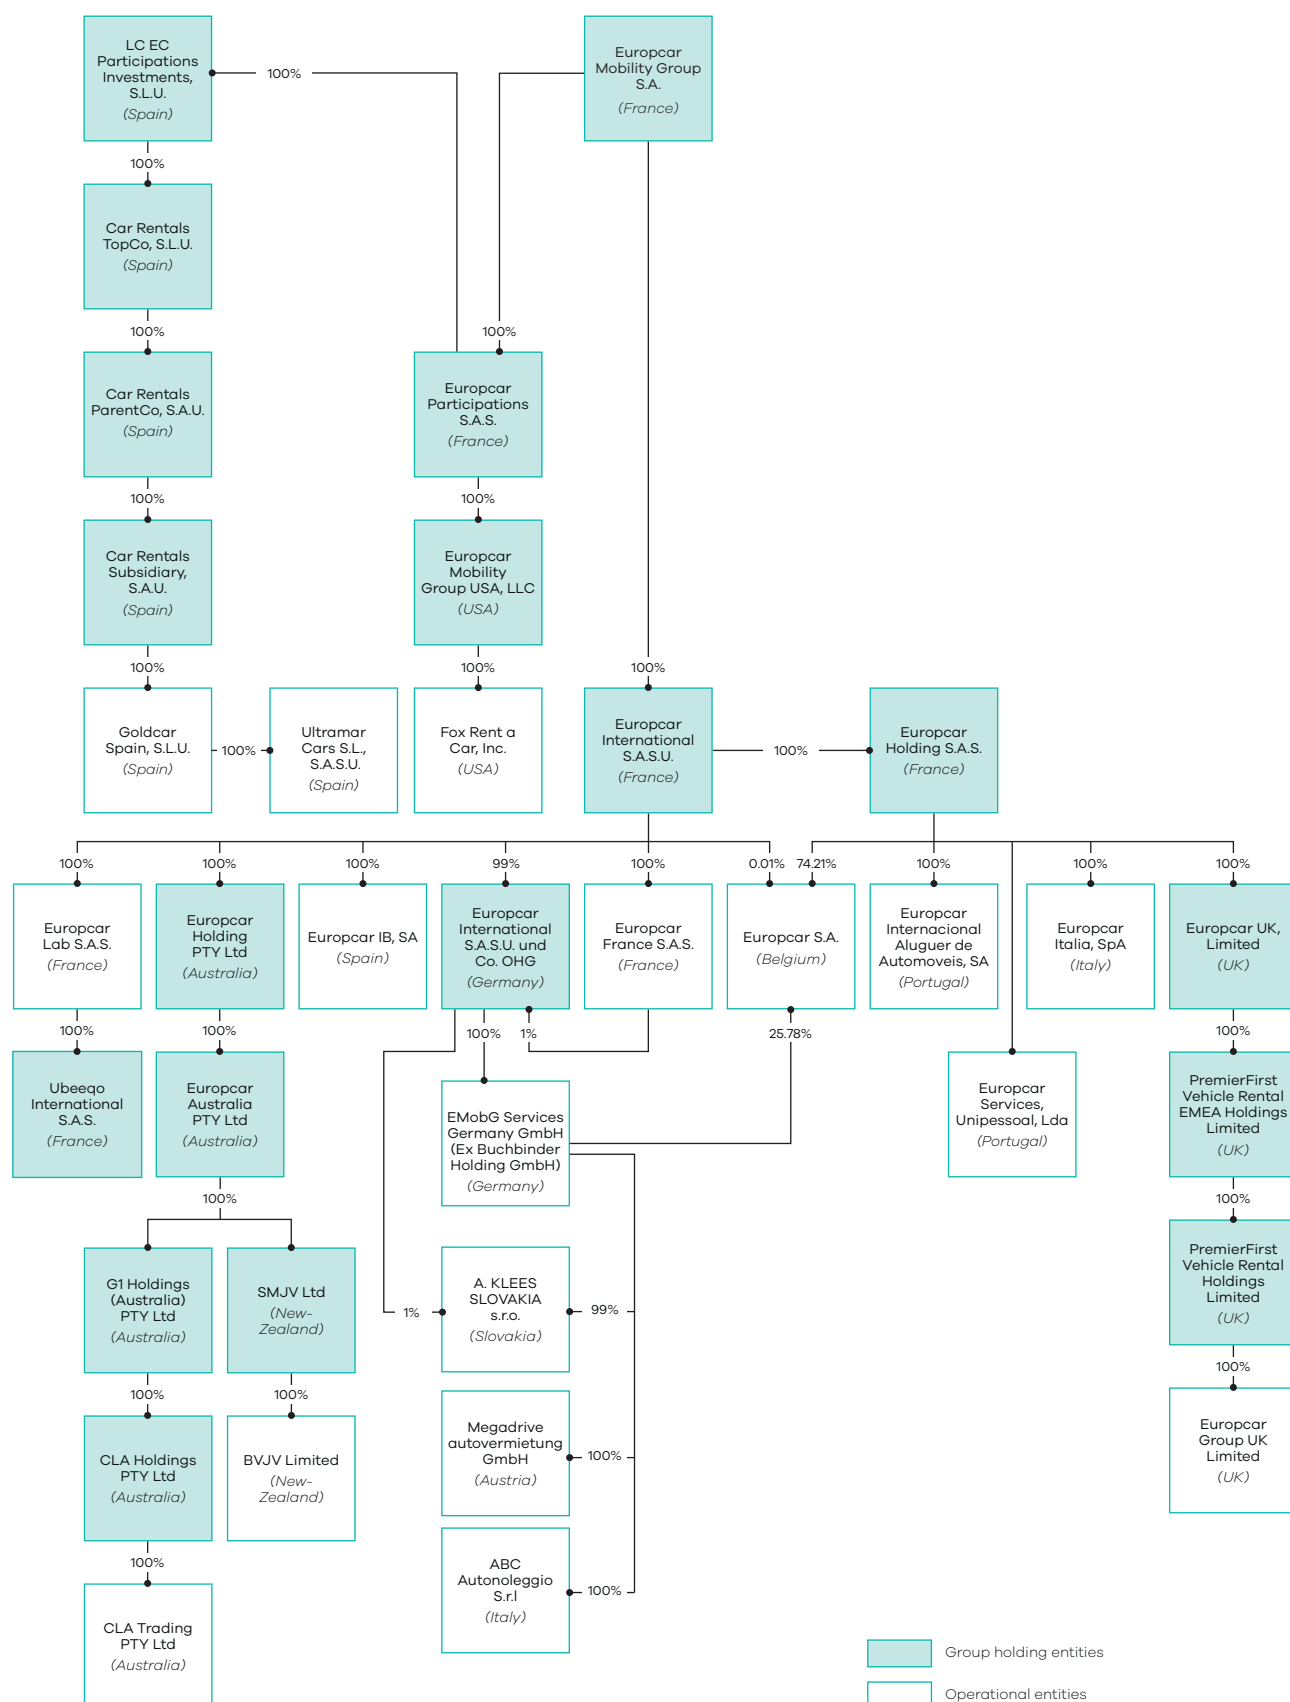 LC EC
Participations
Investments,
S.L.U.
(Spain)
100%
Europcar
Mobility Group
S.A.
(France)
100%
Car Rentals
TopCo, S.L.U.
(Spain)
100%
100%
Car Rentals
ParentCo, S.A.U.
(Spain)
Europcar
Participations
S.A.S.
(France)
100%
100%
Car Rentals
Subsidiary,
S.A.U.
(Spain)
Europcar
Mobility
Group USA, LLC
(USA)
100%
100%
100%
Goldcar
Spain, S.L.U.
(Spain)
100%
Ultramar
Cars S.L.,
S.A.S.U.
(Spain)
Fox Rent a
Car, Inc.
(USA)
Europcar
International
S.A.S.U.
(France)
100%
Europcar
Holding S.A.S.
(France)
100%
100%
100%
99%
100%
0.01%
74.21%
100%
100%
100%
Europcar
Lab S.A.S.
(France)
Europcar
Holding
PTY Ltd
(Australia)
Europcar IB, SA
(Spain)
Europcar
International
S.A.S.U. und
Co. OHG
(Germany)
Europcar
France S.A.S.
(France)
Europcar S.A.
(Belgium)
Europcar
Internacional
Aluguer de
Automoveis, SA
(Portugal)
Europcar
Italia, SpA
(Italy)
Europcar UK,
Limited
(UK)
100%
100%
100%
1%
25.78%
100%
Ubeeqo
International
S.A.S.
(France)
Europcar
Australia
PTY Ltd
(Australia)
EMobG Services
Germany GmbH
(Ex Buchbinder
Holding GmbH)
(Germany)
Europcar
Services,
Unipessoal, Lda
(Portugal)
PremierFirst
Vehicle Rental
EMEA Holdings
Limited
(UK)
100%
100%
G1 Holdings
(Australia)
PTY Ltd
(Australia)
SMJV Ltd
(New-
Zealand)
1%
A. KLEES
SLOVAKIA
s.r.o.
(Slovakia)
99%
PremierFirst
Vehicle Rental
Holdings
Limited
(UK)
100%
100%
100%
CLA Holdings
PTY Ltd
(Australia)
BVJV Limited
(New-
Zealand)
Megadrive
autovermietung
GmbH
(Austria)
100%
Europcar
Group UK
Limited
(UK)
100%
CLA Trading
PTY Ltd
(Australia)
ABC
Autonoleggio
S.r.l
(Italy)
100%
Group holding entities
Operational entities